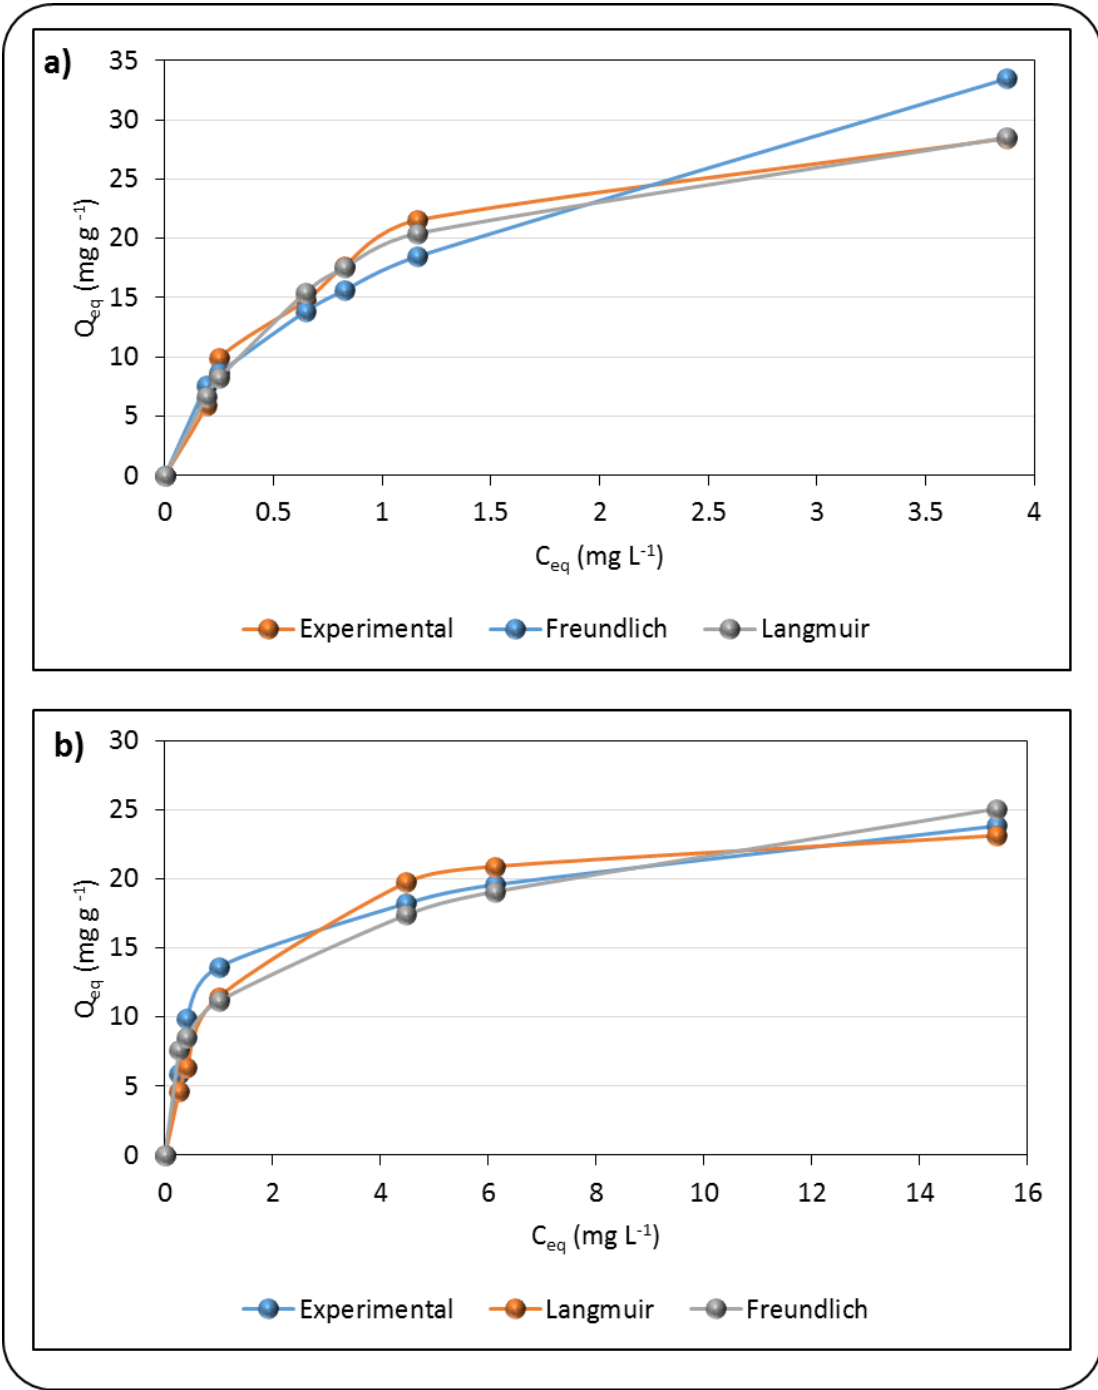 a)
35
30
25
20
15
10
5
0
Qeq (mg g -1)
0 0.5 1 1.5 2 2.5 3 3.5 4
Ceq (mg L-1)
Experimental Freundlich Langmuir
b)
30
25
20
15
10
5
0
Qeq (mg g -1)
0 2 4 6 8 10 12 14 16
Ceq (mg L-1)
Experimental Langmuir Freundlich